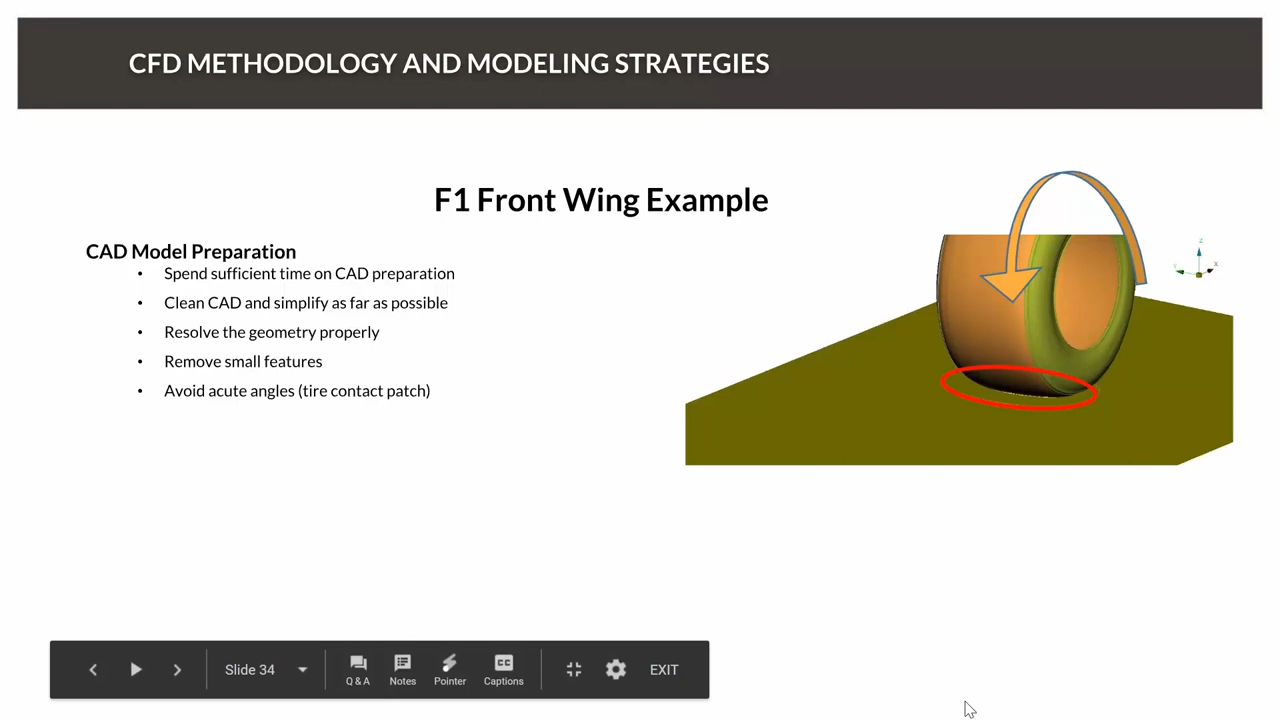 CFD METHODOLOGY AND MODELING STRATEGIES
F1 Front Wing Example
CAD Model Preparation
• Spend sufficient time on CAD preparation
• Clean CAD and simplify as far as possible
• Resolve the geometry properly
• Remove small features
• Avoid acute angles (tire contact patch)
Z
Y
X
Slide 34
Q & A
Notes
Pointer
CC
Captions
EXIT